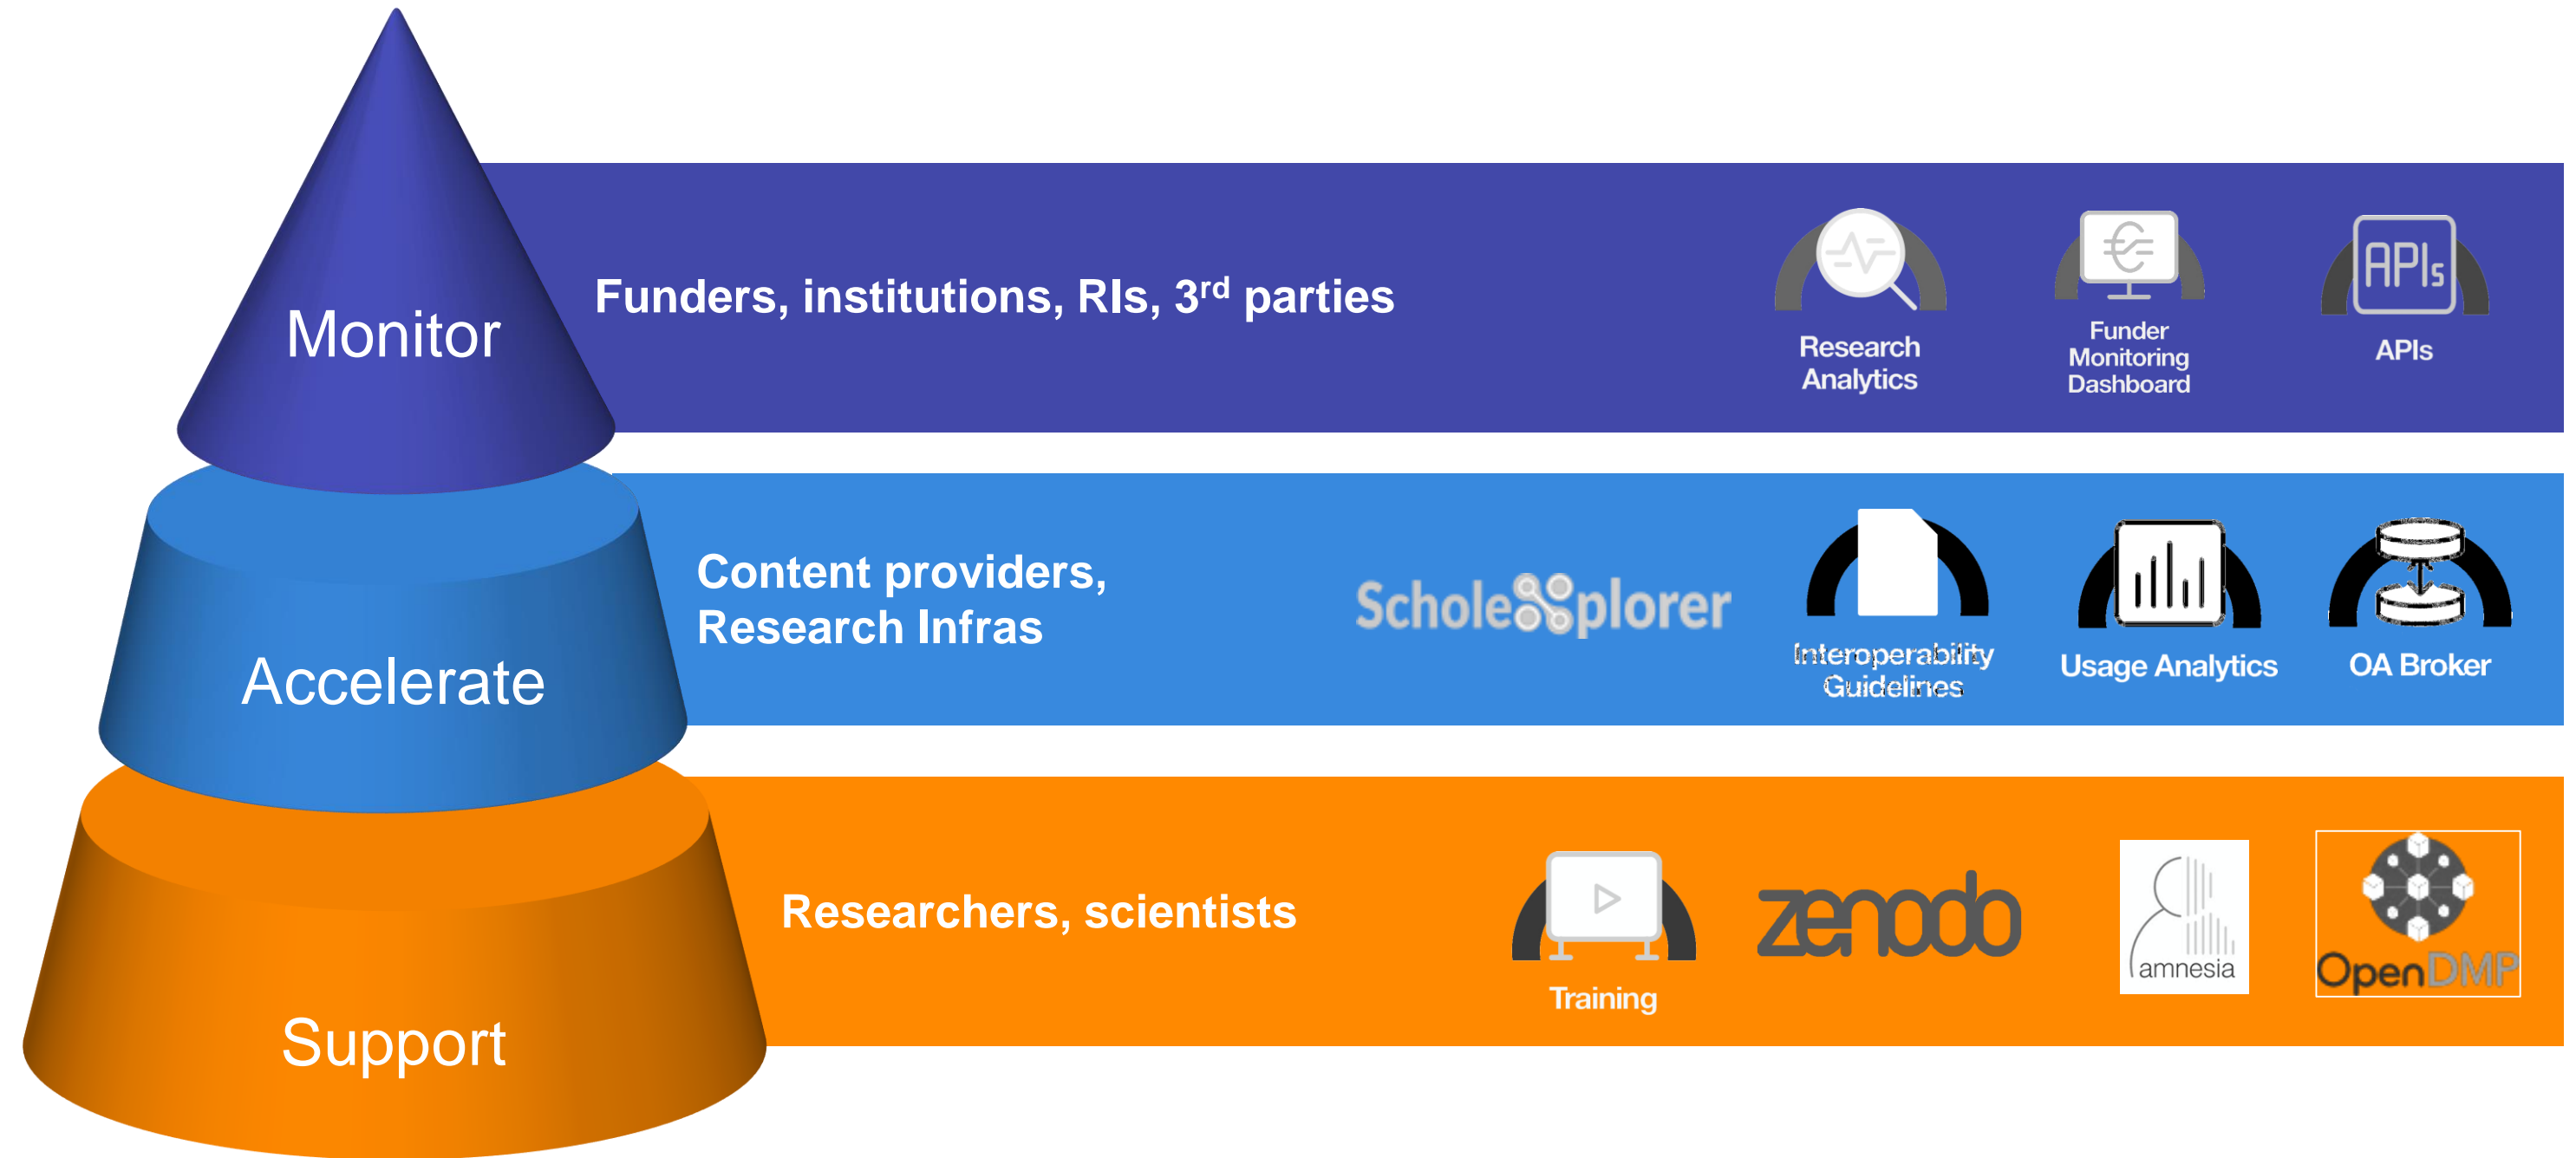 Monitor
Funders, institutions, RIs, 3rd parties
APIs
Research
Analytics
Funder
Monitoring
Dashboard
APIs
Accelerate
Content providers,
Research Infras
Scholexplorer
Interoperability
Guidelines
Usage Analytics
OA Broker
Support
Researchers, scientists
Training
zenodo
amnesia
OpenDMP